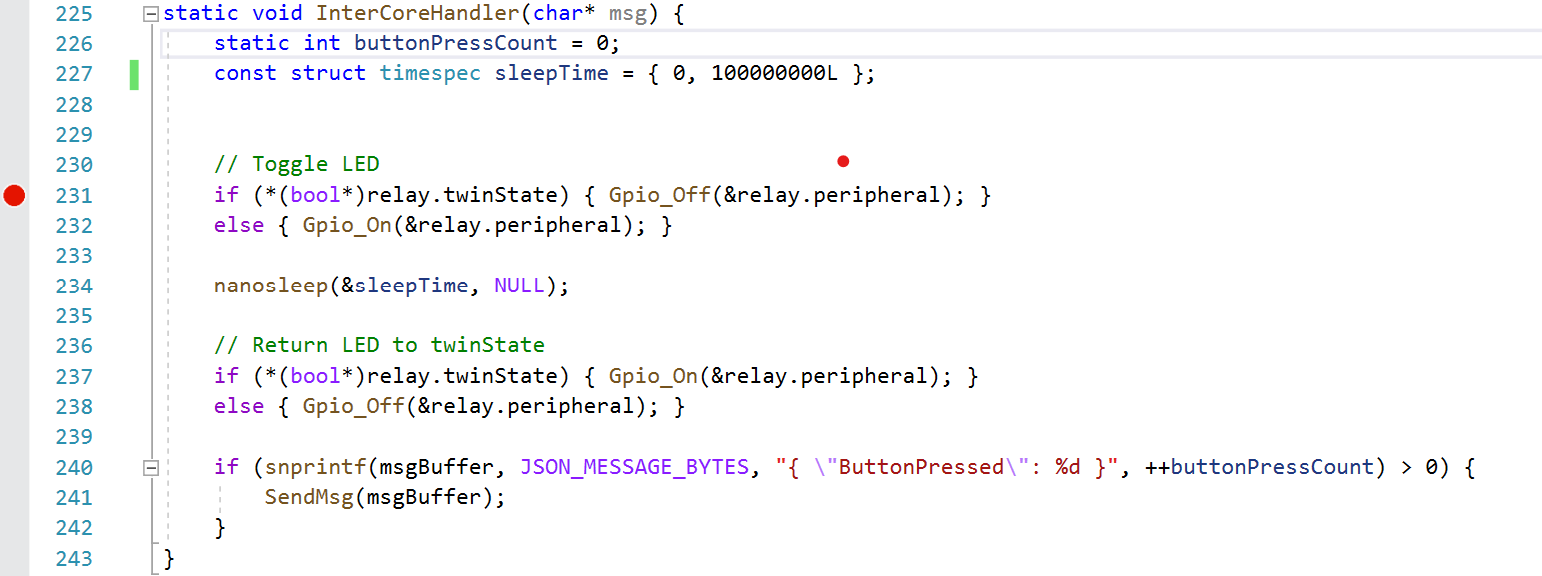 225 static void InterCoreHandler(char* msg) {
226 static int buttonPressCount = 0;
227 const struct timespec sleepTime = { 0, 100000000L };
228
229
230 // Toggle LED
231 if (*(bool*)relay.twinState) { Gpio_Off(&relay.peripheral); }
232 else { Gpio_On(&relay.peripheral); }
233
234 nanosleep(&sleepTime, NULL);
235
236 // Return LED to twinState
237 if (*(bool*)relay.twinState) { Gpio_On(&relay.peripheral); }
238 else { Gpio_Off(&relay.peripheral); }
239
240 if (snprintf(msgBuffer, JSON_MESSAGE_BYTES, "{ \"ButtonPressed\": %d }", ++buttonPressCount) > 0) {
241 SendMsg(msgBuffer);
242 }
243 }